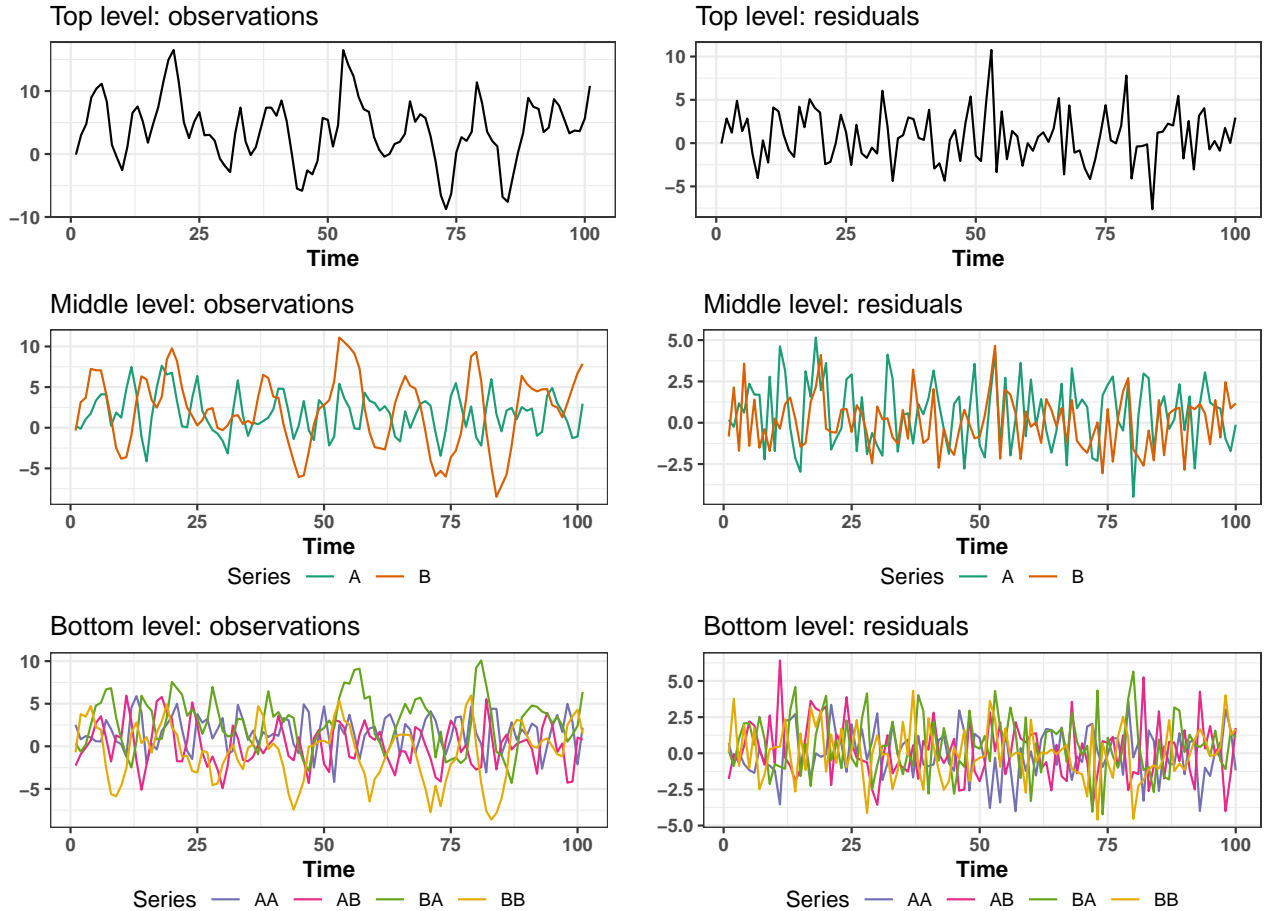 Top level: observations
10
0
−10
0 25 50 75 100
Time
Top level: residuals
10
5
0
−5
0 25 50 75 100
Time
Middle level: observations
10
5
0
−5
0 25 50 75 100
Time
Series A B
Middle level: residuals
5.0
2.5
0.0
−2.5
0 25 50 75 100
Time
Series A B
Bottom level: observations
10
5
0
−5
0 25 50 75 100
Time
Series AA AB BA BB
Bottom level: residuals
5.0
2.5
0.0
−2.5
−5.0
0 25 50 75 100
Time
Series AA AB BA BB